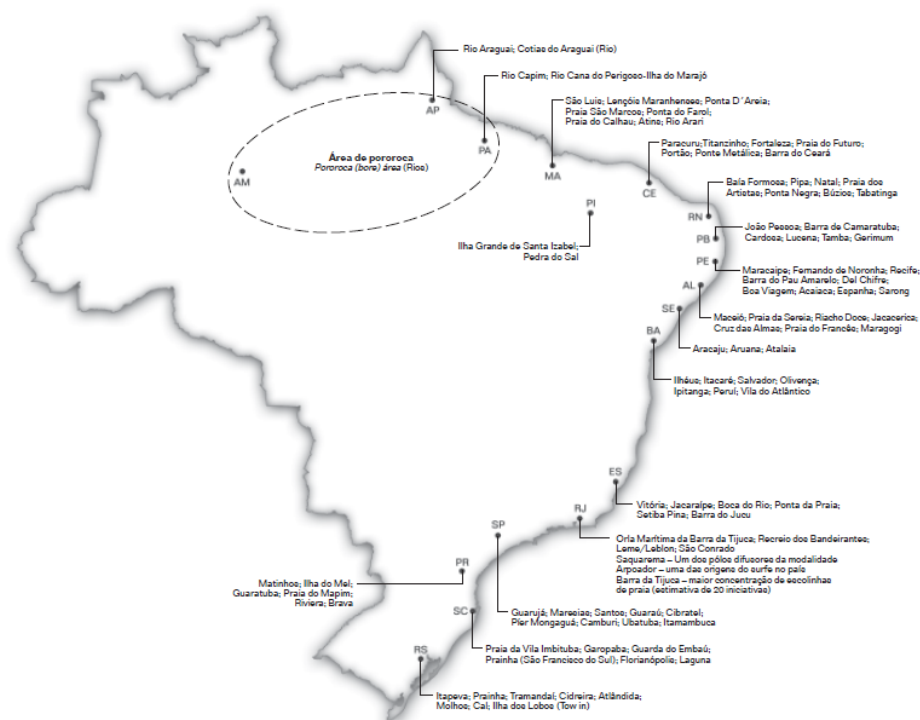 Rio Araguai; Cotias do Araguai (Rio)
AP
Rio Capim; Rio Cana do Perigoso-Ilha do Marajó
PA
Área de pororoca
Pororoca (bore) área (Rios)
AM
São Luis; Lençóis Maranhenses; Ponta D´Areia;
Praia São Marcos; Ponta do Farol;
Praia do Calhau; Atins; Rio Arari
MA
Paracuru;Titanzinho; Fortaleza; Praia do Futuro;
Portão; Ponte Metálica; Barra do Ceará
CE
Baía Formosa; Pipa; Natal; Praia dos
Artistas; Ponta Negra; Búzios; Tabatinga
RN
PI
Ilha Grande de Santa Izabel;
Pedra do Sal
João Pessoa; Barra de Camaratuba;
Cardosa; Lucena; Tamba; Gerimum
PB
PE
Maracaipe; Fernando de Noronha; Recife;
Barra do Pau Amarelo; Del Chifre;
Boa Viagem; Acaiaca; Espanha; Sarong
AL
Maceió; Praia da Sereia; Riacho Doce; Jacacerica;
Cruz das Almas; Praia do Francês; Maragogi
SE
Aracaju; Aruana; Atalaia
BA
Ilhéus; Itacaré; Salvador; Olivença;
Ipitanga; Peruí; Vila do Atlântico
ES
Vitória; Jacaraípe; Boca do Rio; Ponta da Praia;
Setiba Pina; Barra do Jucu
RJ
Orla Marítima da Barra da Tijuca; Recreio dos Bandeirantes;
Leme/Leblon; São Conrado
Saquarema – Um dos pólos difusores da modalidade
Arpoador – uma das origens do surfe no país
Barra da Tijuca – maior concentração de escolinhas
de praia (estimativa de 20 iniciativas)
SP
Guarujá; Maresias; Santos; Guaraú; Cibratel;
Píer Mongaguá; Camburi; Ubatuba; Itamambuca
PR
Matinhos; Ilha do Mel;
Guaratuba; Praia do Mapim;
Riviera; Brava
SC
Praia da Vila Imbituba; Garopaba; Guarda do Embaú;
Prainha (São Francisco do Sul); Florianópolis; Laguna
RS
Itapeva; Prainha; Tramandaí; Cidreira; Atlândida;
Molhos; Cal; Ilha dos Lobos (Tow in)